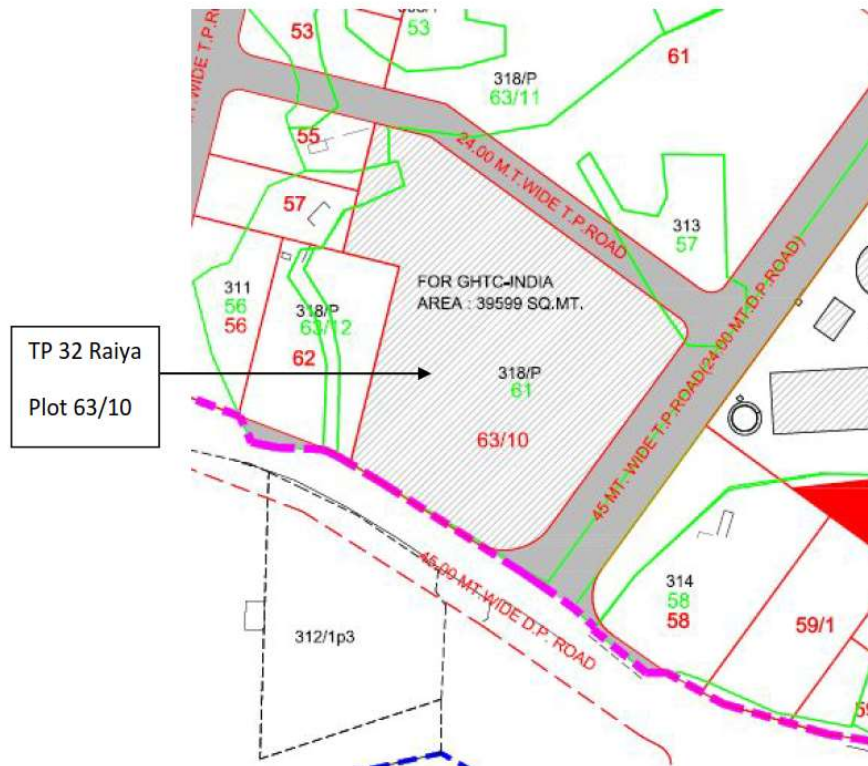 53
53
318/P
63/11
61
24.00 M.T.WIDE T.P.ROAD
55
57
313
57
FOR GHTC-INDIA
AREA : 39599 SQ.MT.
311
56
56
318/P
63/12
62
TP 32 Raiya
Plot 63/10
318/P
61
63/10
45 MT. WIDE T.P.ROAD(24.00 MT.D.P.ROAD)
45.00 MT.WIDE D.P. ROAD
314
58
58
59/1
312/1p3